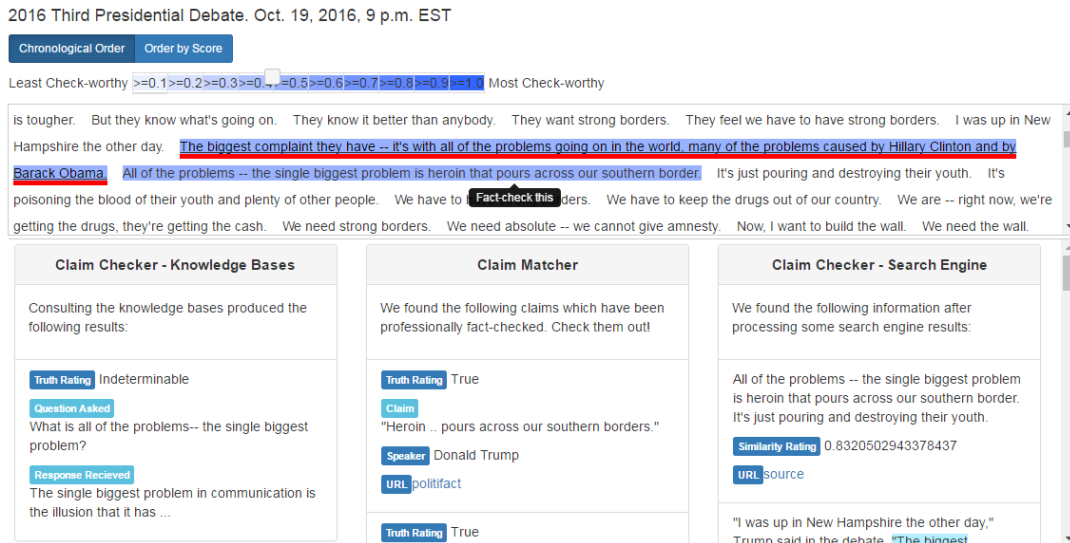 2016 Third Presidential Debate. Oct. 19, 2016, 9 p.m. EST
Chronological Order Order by Score
Least Check-worthy >=0.1 >=0.2 >=0.3 >=0.4 >=0.5 >=0.6 >=0.7 >=0.8 >=0.9 >=1.0 Most Check-worthy
is tougher. But they know what's going on. They know it better than anybody. They want strong borders. They feel we have to have strong borders. I was up in New
Hampshire the other day. The biggest complaint they have -- it's with all of the problems going on in the world, many of the problems caused by Hillary Clinton and by
Barack Obama. All of the problems -- the single biggest problem is heroin that pours across our southern border. It's just pouring and destroying their youth. It's
poisoning the blood of their youth and plenty of other people. We have to Fact-check this ders. We have to keep the drugs out of our country. We are -- right now, we're
getting the drugs, they're getting the cash. We need strong borders. We need absolute -- we cannot give amnesty. Now, I want to build the wall. We need the wall.
Claim Checker - Knowledge Bases
Consulting the knowledge bases produced the
following results:
Truth Rating Indeterminable
Question Asked
What is all of the problems-- the single biggest
problem?
Response Recieved
The single biggest problem in communication is
the illusion that it has ...
Claim Matcher
We found the following claims which have been
professionally fact-checked. Check them out!
Truth Rating True
Claim
"Heroin .. pours across our southern borders."
Speaker Donald Trump
URL politifact
Truth Rating True
Claim Checker - Search Engine
We found the following information after
processing some search engine results:
All of the problems -- the single biggest problem
is heroin that pours across our southern border.
It's just pouring and destroying their youth.
Similarity Rating 0.8320502943378437
URL source
"I was up in New Hampshire the other day,"
Trump said in the debate. "The biggest